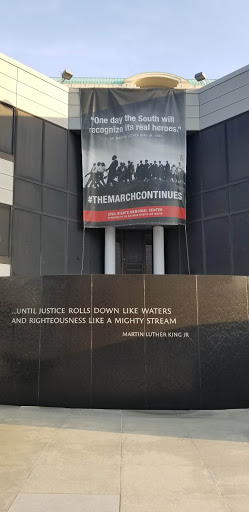 "One day the South will
recognize its real heroes."
#THEMARCHCONTINUES
CIVIL RIGHTS MEMORIAL CENTER
...UNTIL JUSTICE ROLLS DOWN LIKE WATERS
AND RIGHTEOUSNESS LIKE A MIGHTY STREAM
MARTIN LUTHER KING JR